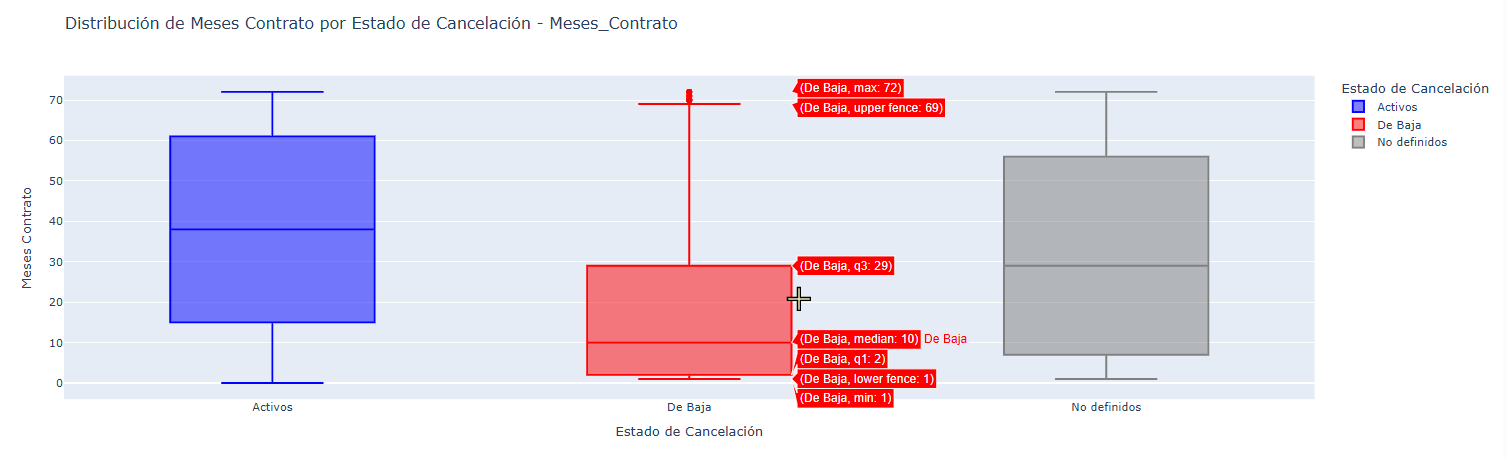 Distribución de Meses Contrato por Estado de Cancelación - Meses_Contrato
Meses Contrato
70
60
50
40
30
20
10
0
(De Baja, max: 72)
(De Baja, upper fence: 69)
(De Baja, q3: 29)
(De Baja, median: 10) De Baja
(De Baja, q1: 2)
(De Baja, lower fence: 1)
(De Baja, min: 1)
Activos
De Baja
No definidos
Estado de Cancelación
Estado de Cancelación
Activos
De Baja
No definidos